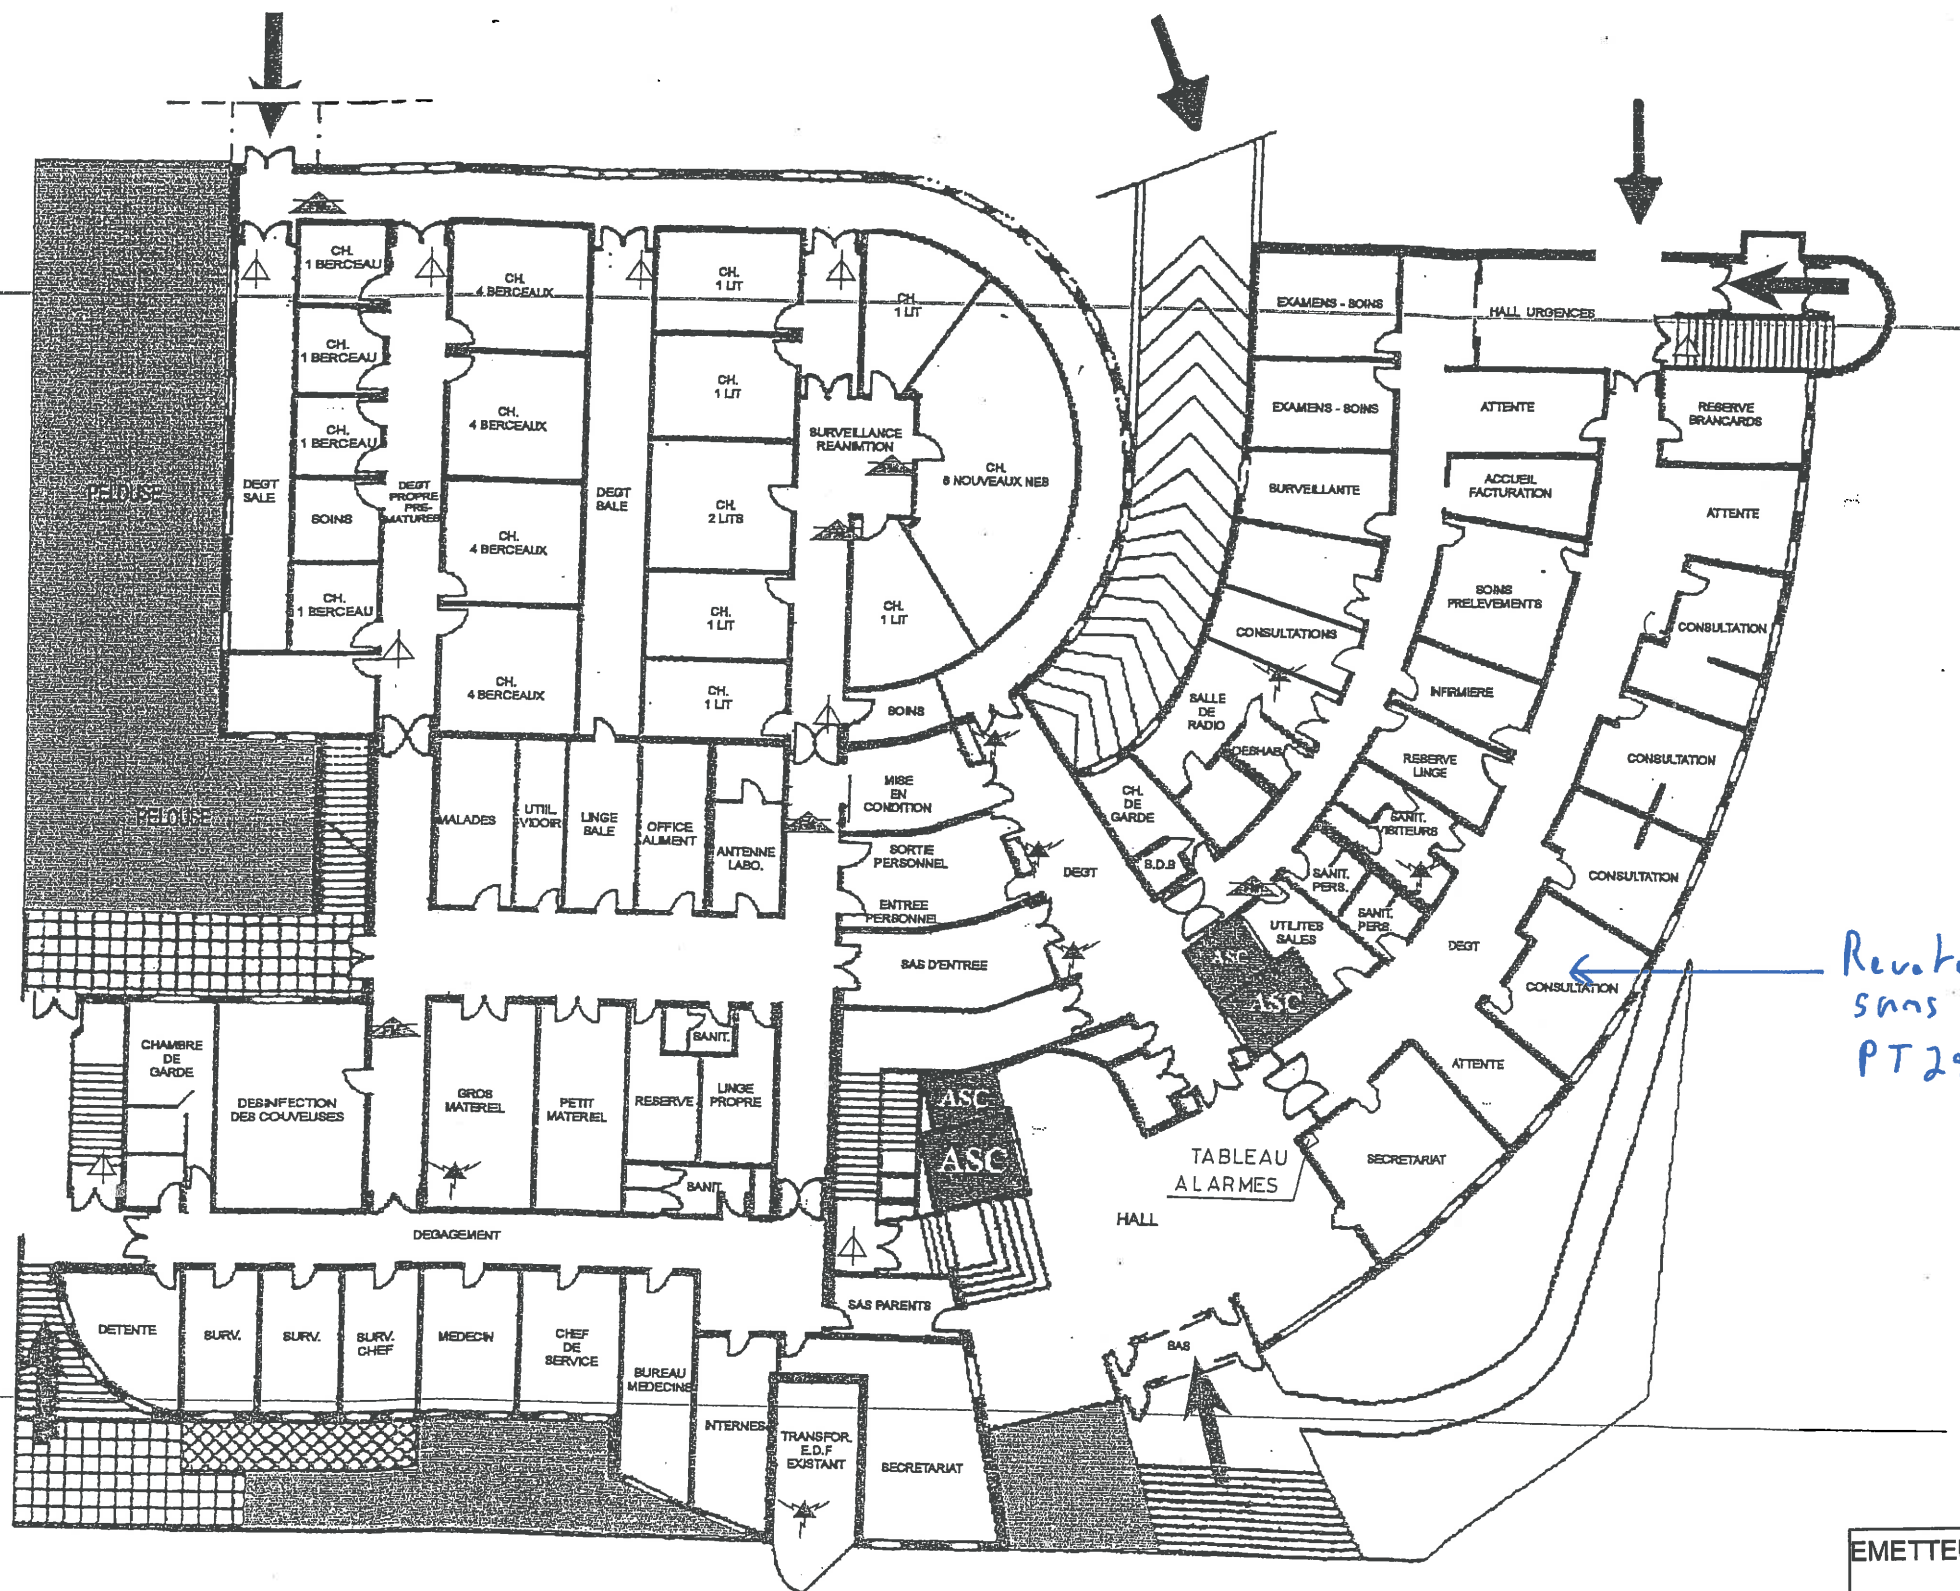 CH.
1 BERCEAU
CH.
4 BERCEAUX
CH.
1 LIT
CH.
1 LIT
EXAMENS - SOINS
HALL URGENCES
CH.
1 BERCEAU
CH.
1 LIT
EXAMENS - SOINS
ATTENTE
RESERVE
BRANCARDS
CH.
1 BERCEAU
CH.
4 BERCEAUX
SURVEILLANCE
REANIMTION
CH.
8 NOUVEAUX NES
PELOUSE
DEGT
SALE
DEGT
PROPRE
PRE-
MATURES
DEGT
SALE
CH.
2 LITS
SURVEILLANTE
ACCUEIL
FACTURATION
ATTENTE
SOINS
CH.
4 BERCEAUX
CH.
1 BERCEAU
CH.
1 LIT
CH.
1 LIT
SOINS
PRELEVEMENTS
CONSULTATIONS
CONSULTATION
CH.
4 BERCEAUX
CH.
1 LIT
SOINS
SALLE
DE
RADIO
INFIRMIERE
DESHAB.
RESERVE
LINGE
CONSULTATION
PELOUSE
MALADES
UTIL.
VIDOIR
LINGE
SALE
OFFICE
ALIMENT
ANTENNE
LABO.
MISE
EN
CONDITION
CH.
DE
GARDE
SANIT.
VISITEURS
SORTIE
PERSONNEL
DEGT
S.D.B
SANIT.
PERS.
CONSULTATION
ENTREE
PERSONNEL
SANIT.
PERS.
UTILITES
SALES
DEGT
SAS D'ENTREE
ASC
ASC
CONSULTATION
sans
CHAMBRE
DE
GARDE
SANIT.
ATTENTE
DESINFECTION
DES COUVEUSES
GROS
MATERIEL
PETIT
MATERIEL
RESERVE
LINGE
PROPRE
ASC
ASC
TABLEAU
ALARMES
SECRETARIAT
SANIT.
HALL
DEGAGEMENT
SAS PARENTS
DETENTE
SURV.
SURV.
SURV.
CHEF
MEDECIN
CHEF
DE
SERVICE
BUREAU
MEDECINS
SAS
INTERNES
TRANSFOR.
E.D.F
EXISTANT
SECRETARIAT